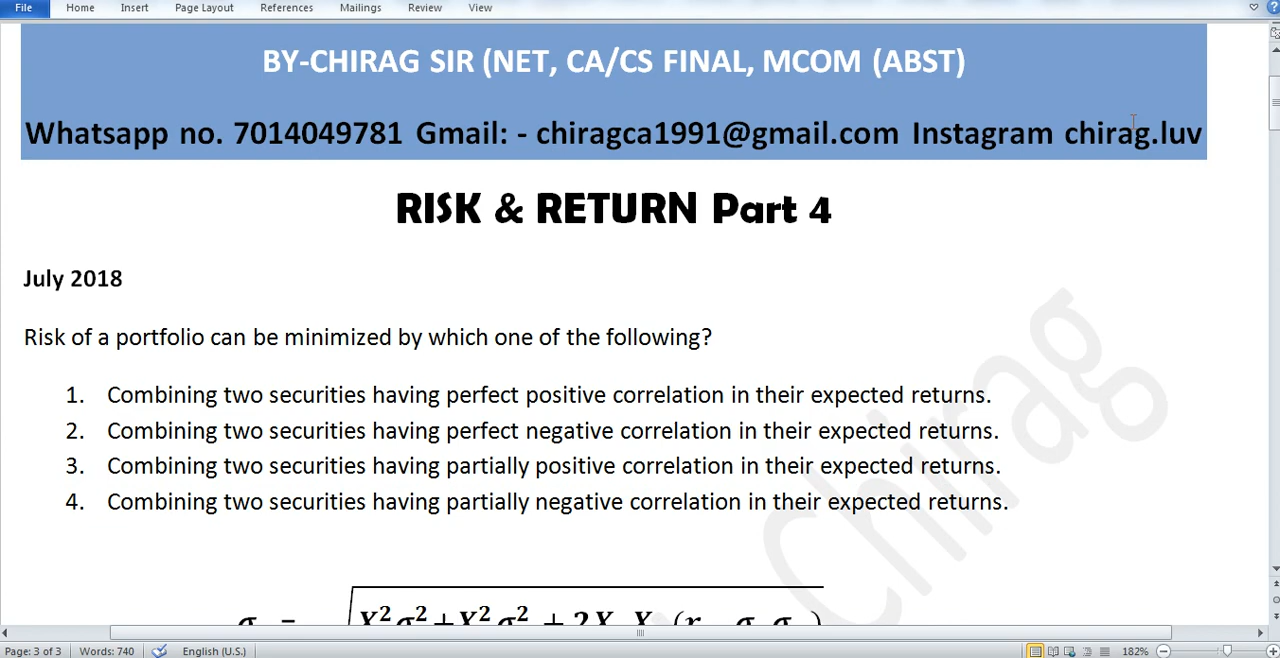 File Home Insert Page Layout References Mailings Review View
BY-CHIRAG SIR (NET, CA/CS FINAL, MCOM (ABST)
Whatsapp no. 7014049781 Gmail: - chiragca1991@gmail.com Instagram chirag.luv
RISK & RETURN Part 4
July 2018
Risk of a portfolio can be minimized by which one of the following?
1. Combining two securities having perfect positive correlation in their expected returns.
2. Combining two securities having perfect negative correlation in their expected returns.
3. Combining two securities having partially positive correlation in their expected returns.
4. Combining two securities having partially negative correlation in their expected returns.
Chirag
Page: 3 of 3 Words: 740 English (U.S.) 182%